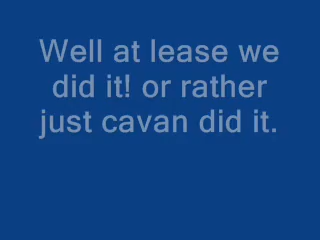 Well at lease we
did it! or rather
just cavan did it.